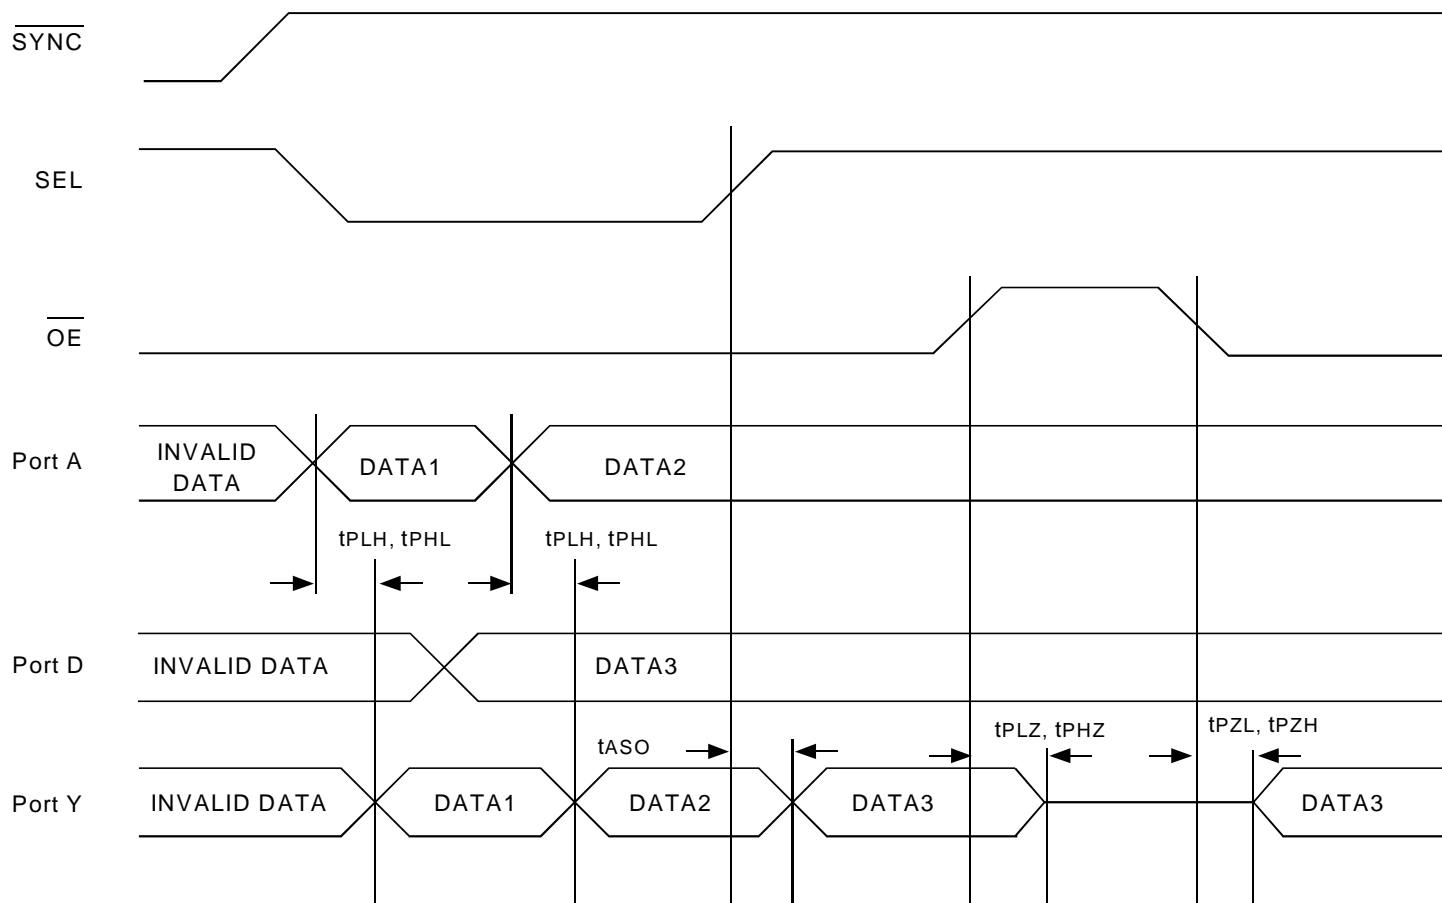 SYNC
SEL
OE
Port A
INVALID
DATA
DATA1
DATA2
tPLH, tPHL
tPLH, tPHL
Port D
INVALID DATA
DATA3
tASO
tPLZ, tPHZ
tPZL, tPZH
Port Y
INVALID DATA
DATA1
DATA2
DATA3
DATA3